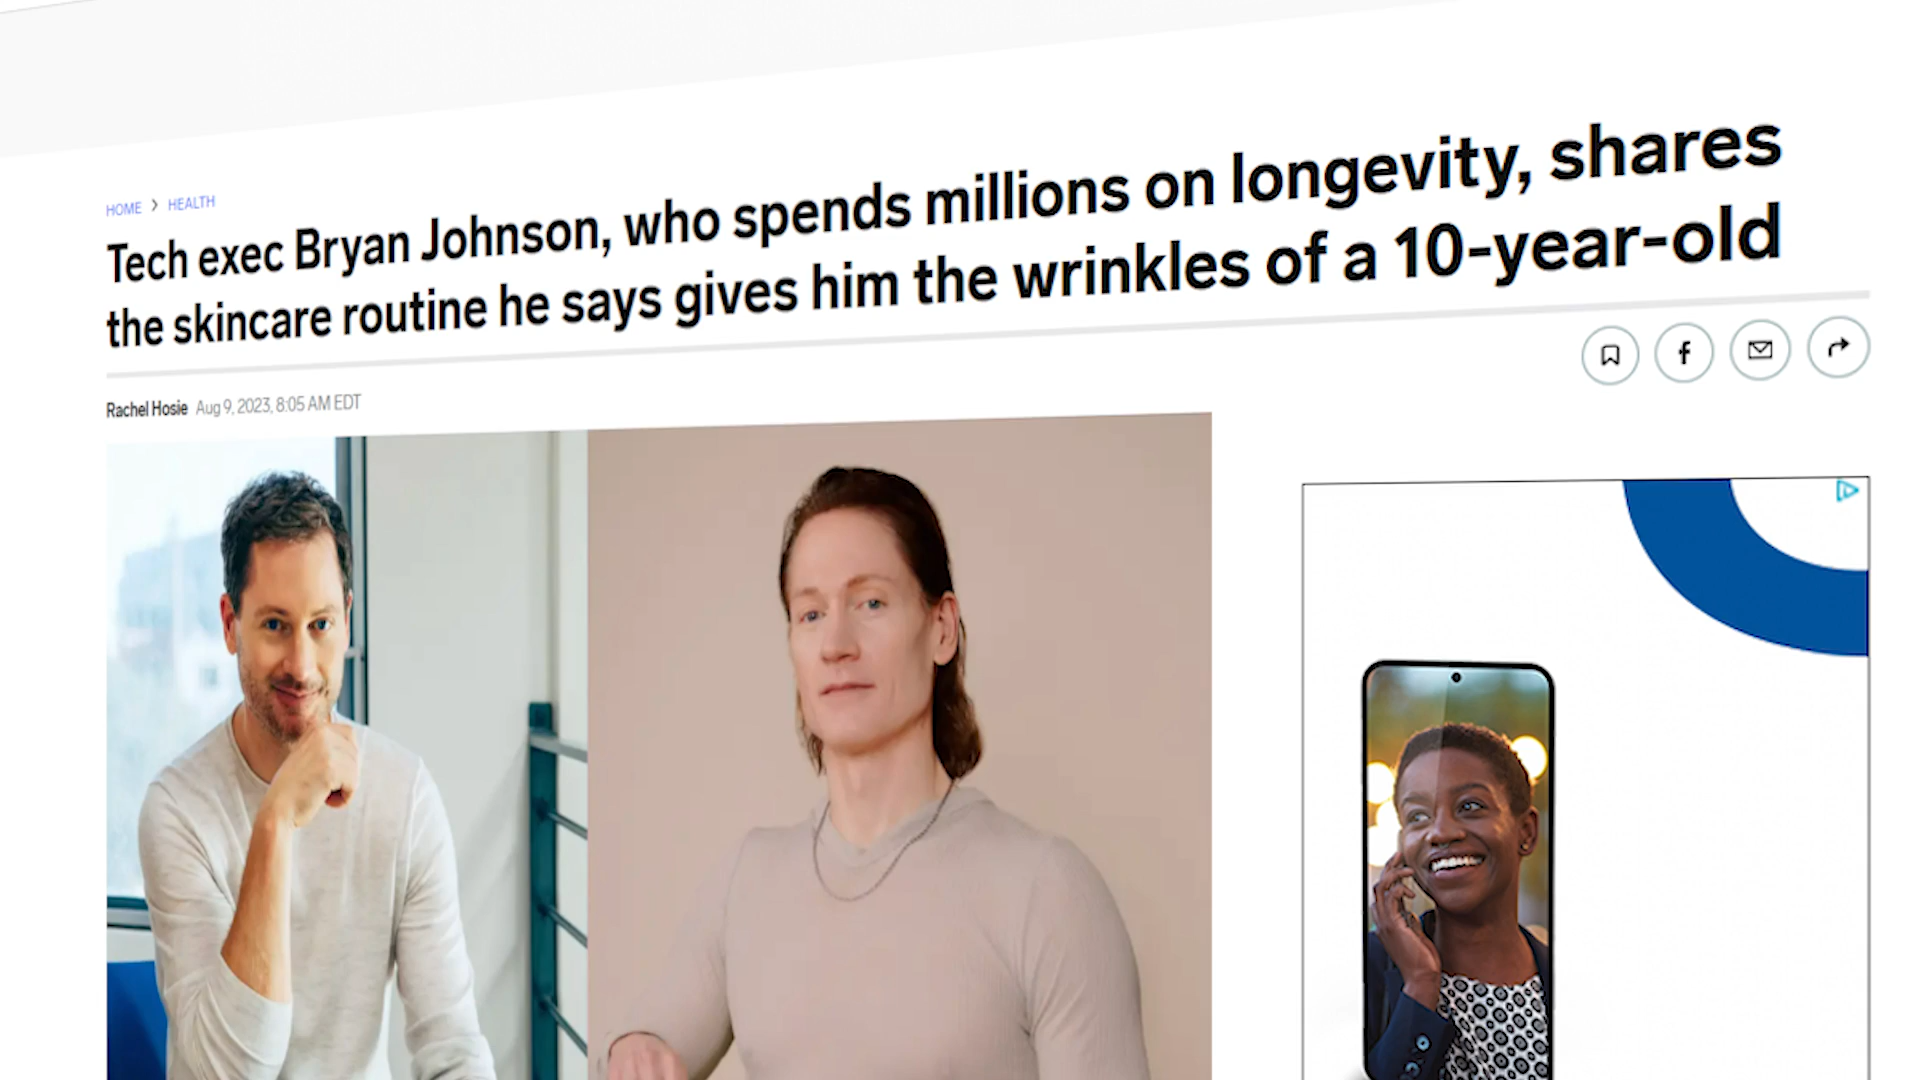 HOME > HEALTH
Tech exec Bryan Johnson, who spends millions on longevity, shares
the skincare routine he says gives him the wrinkles of a 10-year-old
Rachel Hosie Aug 9, 2023, 8:05 AM EDT